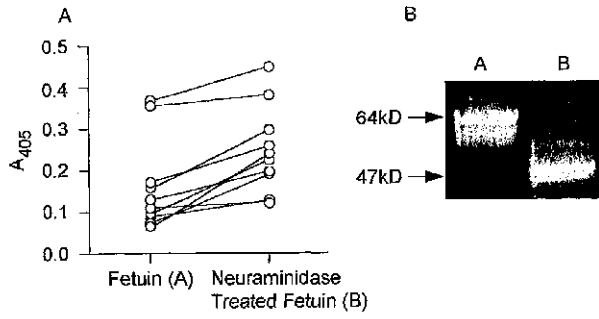 A
B
0.5
0.4
0.3
0.2
0.1
0.0
A405
Fetuin (A)
Neuraminidase
Treated Fetuin (B)
A
B
64kD
47kD